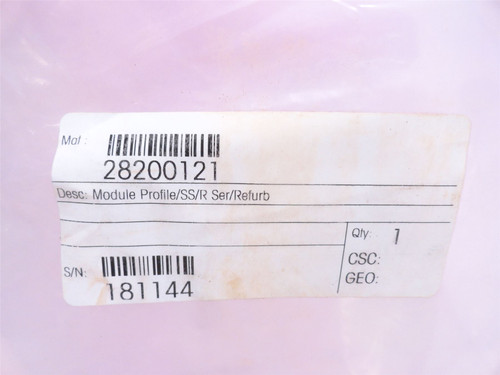 Mat :
28200121
Desc: Module Profile/SS/R Ser/Refurb
Qty: 1
CSC:
GEO:
S/N:
181144